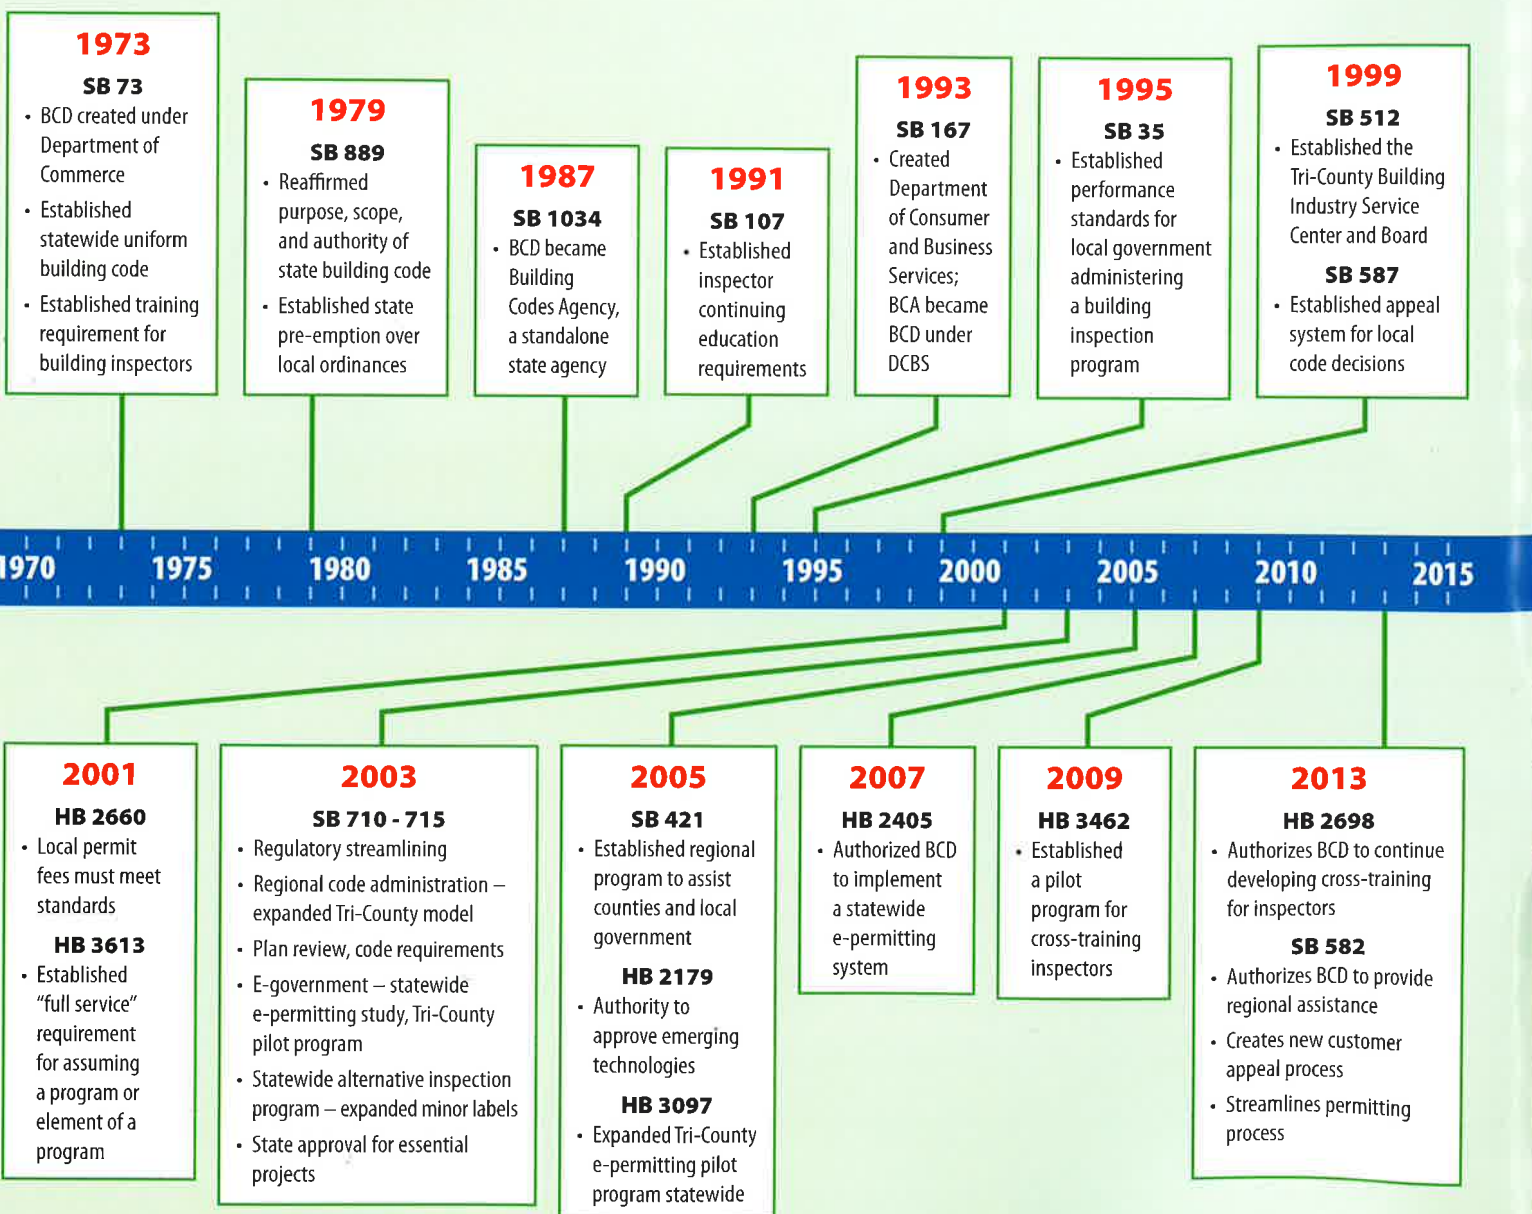 1973
SB 73
• BCD created under
Department of
Commerce
• Established
statewide uniform
building code
• Established training
requirement for
building inspectors
1979
SB 889
• Reaffirmed
purpose, scope,
and authority of
state building code
• Established state
pre-emption over
local ordinances
1987
SB 1034
• BCD became
Building
Codes Agency,
a standalone
state agency
1991
SB 107
• Established
inspector
continuing
education
requirements
1993
SB 167
• Created
Department
of Consumer
and Business
Services;
BCA became
BCD under
DCBS
1995
SB 35
• Established
performance
standards for
local government
administering
a building
inspection
program
1999
SB 512
• Established the
Tri-County Building
Industry Service
Center and Board
SB 587
• Established appeal
system for local
code decisions
1970 1975 1980 1985 1990 1995 2000 2005 2010 2015
2001
HB 2660
• Local permit
fees must meet
standards
HB 3613
• Established
“full service”
requirement
for assuming
a program or
element of a
program
2003
SB 710 - 715
• Regulatory streamlining
• Regional code administration –
expanded Tri-County model
• Plan review, code requirements
• E-government – statewide
e-permitting study, Tri-County
pilot program
• Statewide alternative inspection
program – expanded minor labels
• State approval for essential
projects
2005
SB 421
• Established regional
program to assist
counties and local
government
HB 2179
• Authority to
approve emerging
technologies
HB 3097
• Expanded Tri-County
e-permitting pilot
program statewide
2007
HB 2405
• Authorized BCD
to implement
a statewide
e-permitting
system
2009
HB 3462
• Established
a pilot
program for
cross-training
inspectors
2013
HB 2698
• Authorizes BCD to continue
developing cross-training
for inspectors
SB 582
• Authorizes BCD to provide
regional assistance
• Creates new customer
appeal process
• Streamlines permitting
process